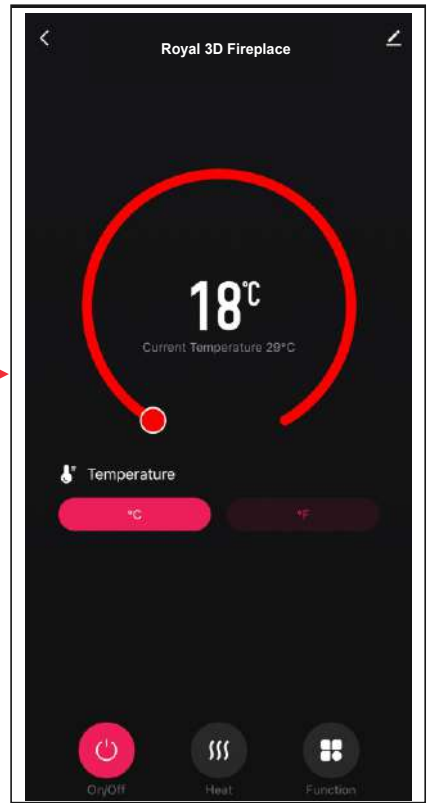 Royal 3D Fireplace
18°C
Current Temperature 29°C
Temperature
°C
°F
On/Off
Heat
Function